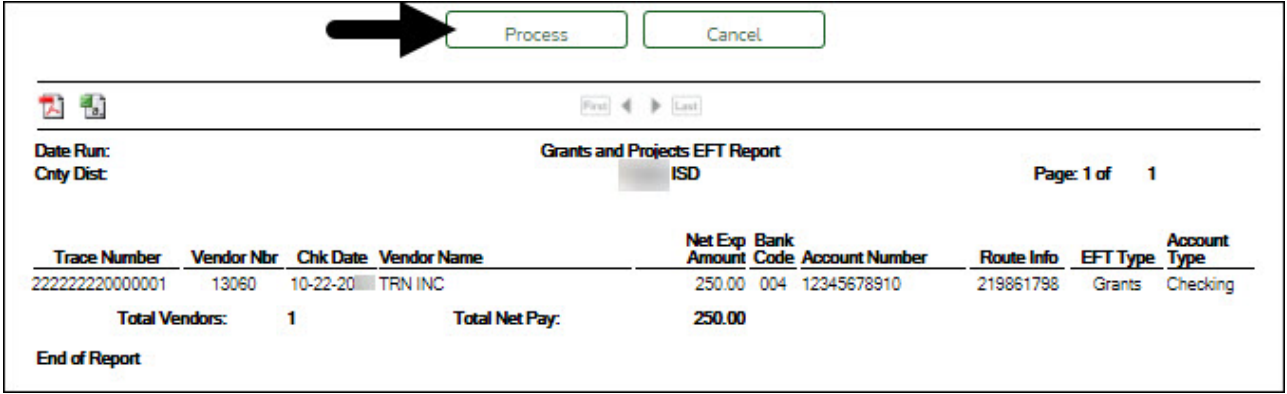 Process Cancel
First Last
Date Run: Grants and Projects EFT Report
Cnty Dist: ISD Page: 1 of 1
Net Exp Bank Account
Trace Number Vendor Nbr Chk Date Vendor Name Amount Code Account Number Route Info EFT Type Type
222222220000001 13060 10-22-20 TRN INC 250.00 004 12345678910 219861798 Grants Checking
Total Vendors: 1 Total Net Pay: 250.00
End of Report